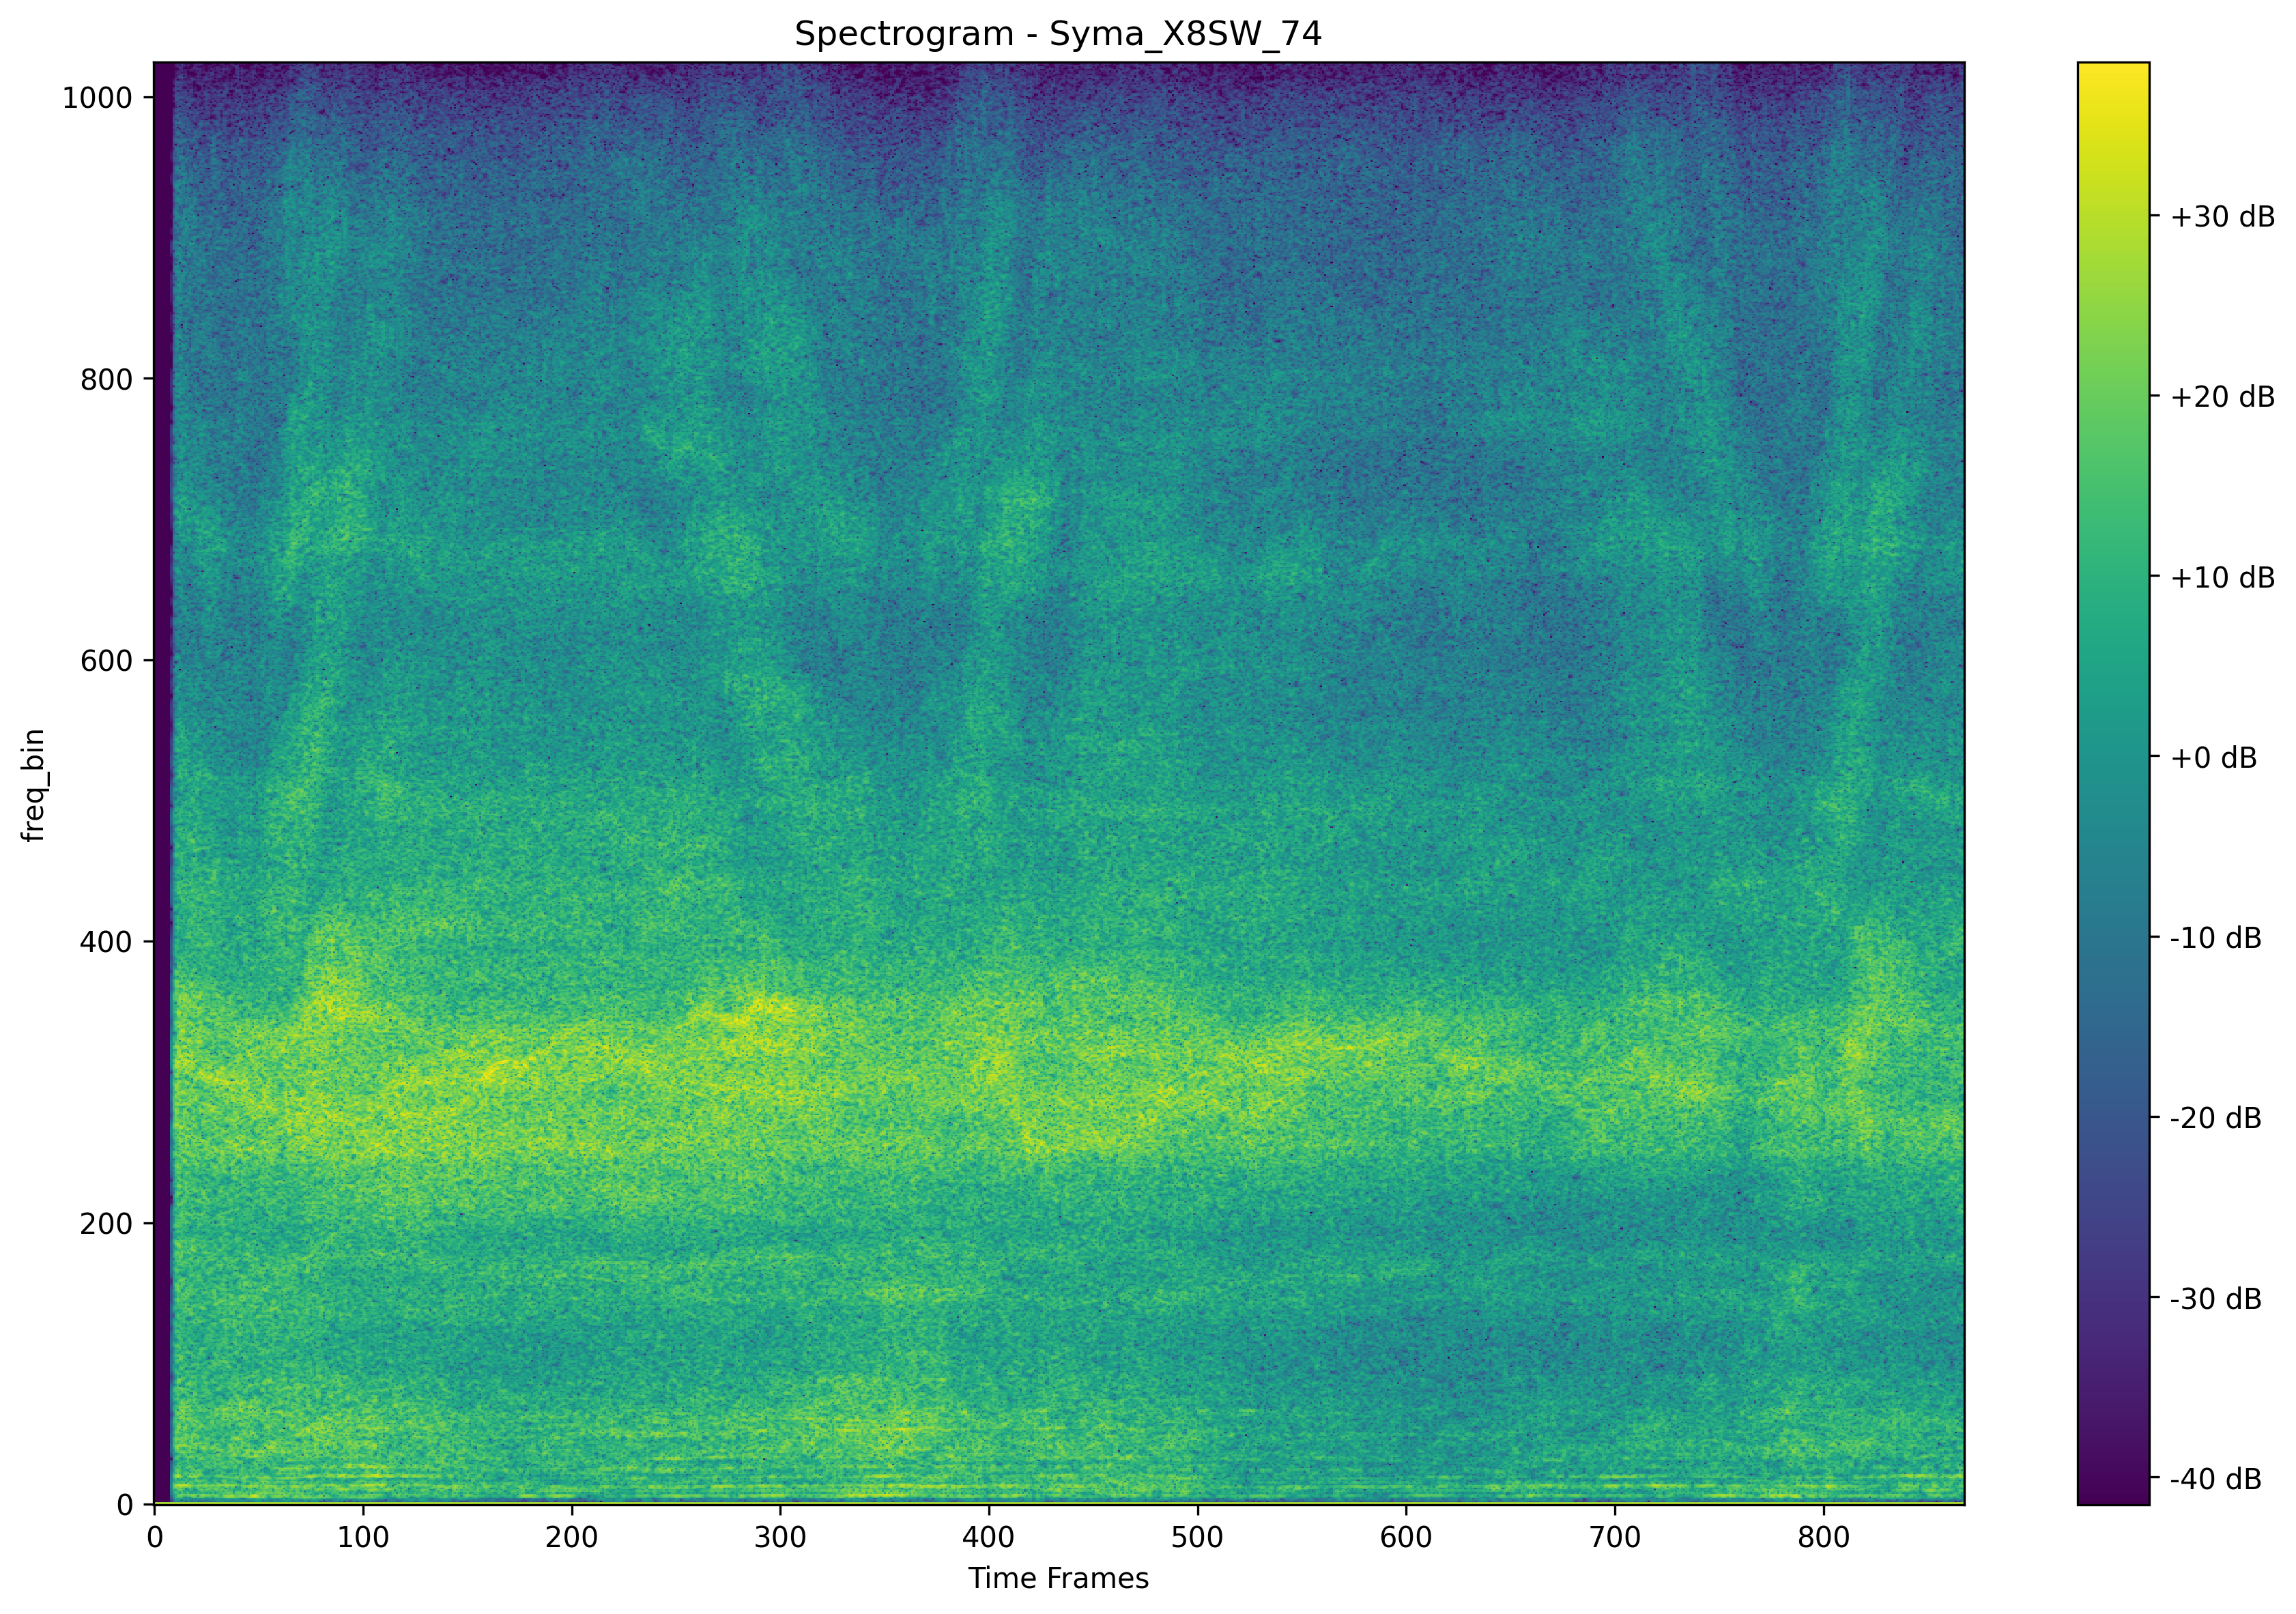 Spectrogram - Syma_X8SW_74
1000
800
600
400
200
0
freq_bin
0 100 200 300 400 500 600 700 800
Time Frames
+30 dB
+20 dB
+10 dB
+0 dB
-10 dB
-20 dB
-30 dB
-40 dB